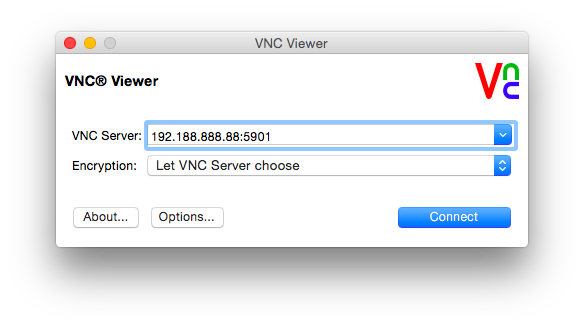 VNC Viewer
VNC® Viewer
VNC
VNC Server: 192.188.888.88:5901
Encryption: Let VNC Server choose
About... Options... Connect